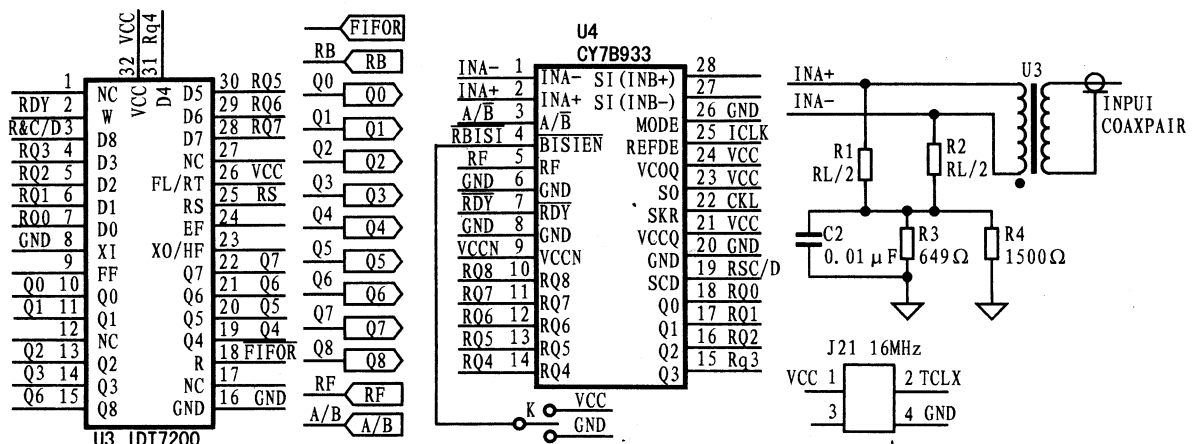 32 VCC
31 Rq4
1 NC
RDY 2 W
R&C/D 3 D8
RQ3 4 D3
RQ2 5 D2
RQ1 6 D1
RQ0 7 D0
GND 8 XI
9 FF
Q0 10 Q0
Q1 11 Q1
12 NC
Q2 13 Q2
Q3 14 Q3
Q6 15 Q8
VCC
D4
D5 30 RQ5
D6 29 RQ6
D7 28 RQ7
NC 27
FL/RT 26 VCC
RS 25 RS
EF 24
XO/HF 23
Q7 22 Q7
Q6 21 Q6
Q5 20 Q5
Q4 19 Q4
R 18 FIFOR
NC 17
GND 16 GND
U3 IDT7200
FIFOR
RB RB
Q0 Q0
Q1 Q1
Q2 Q2
Q3 Q3
Q4 Q4
Q5 Q5
Q6 Q6
Q7 Q7
Q8 Q8
RF RF
A/B A/B
U4
CY7B933
INA- 1 INA-
INA+ 2 INA+
A/B 3 A/B
RBISI 4 BISIEN
RF 5 RF
GND 6 GND
RDY 7 RDY
GND 8 GND
VCCN 9 VCCN
RQ8 10 RQ8
RQ7 11 RQ7
RQ6 12 RQ6
RQ5 13 RQ5
RQ4 14 RQ4
SI(INB+) 28
SI(INB-) 27
MODE 26 GND
REFDE 25 ICLK
VCOQ 24 VCC
SO 23 VCC
SKR 22 CKL
VCCQ 21 VCC
GND 20 GND
SCD 19 RSC/D
Q0 18 RQ0
Q1 17 RQ1
Q2 16 RQ2
Q3 15 Rq3
K
VCC
GND
INA+
INA-
U3
INPUI
COAXPAIR
R1
RL/2
R2
RL/2
C2
0.01μF
R3
649Ω
R4
1500Ω
J21 16MHz
VCC 1
2 TCLX
3
4 GND